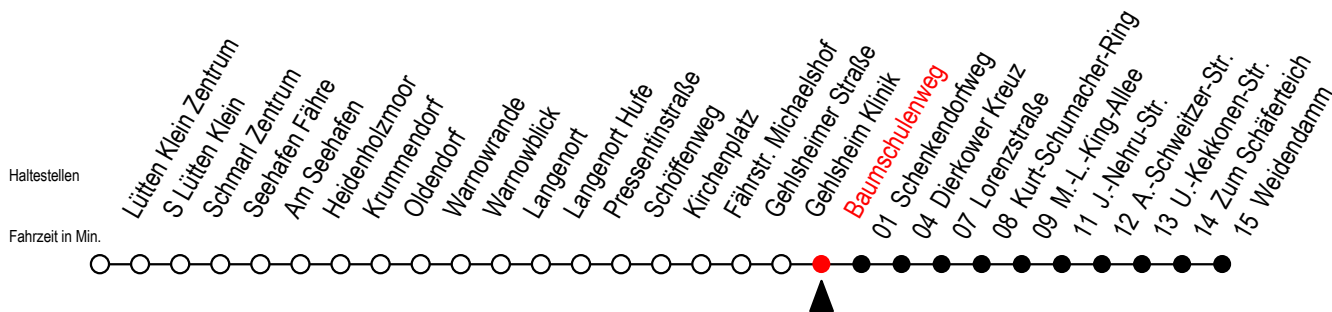 Haltestellen
Fahrzeit in Min.
Lütten Klein Zentrum
S Lütten Klein
Schmarl Zentrum
Seehafen Fähre
Am Seehafen
Heidenholzmoor
Krummendorf
Oldendorf
Warnowrande
Warnowblick
Langenort
Langenort Hufe
Pressentinstraße
Schöffenweg
Kirchenplatz
Fährstr. Michaelshof
Gehlsheimer Straße
Gehlsheim Klinik
Baumschulenweg
01 Schenkendorfweg
04 Dierkower Kreuz
07 Lorenzstraße
08 Kurt-Schumacher-Ring
09 M.-L.-King-Allee
11 J.-Nehru-Str.
12 A.-Schweitzer-Str.
13 U.-Kekkonen-Str.
14 Zum Schäferteich
15 Weidendamm